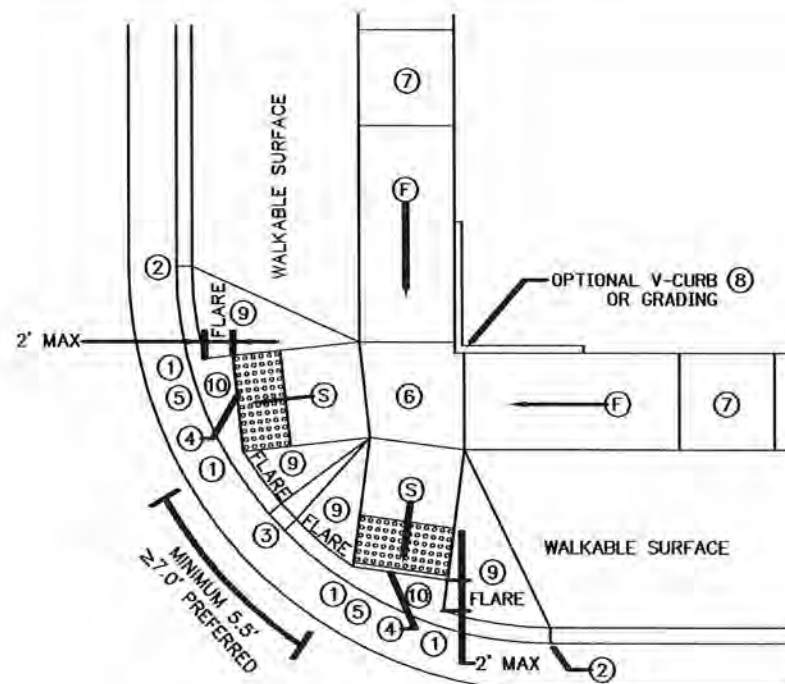 ⑦
WALKABLE SURFACE
Ⓕ
②
OPTIONAL V-CURB ⑧
OR GRADING
FLARE
⑨
2' MAX
①
⑤
⑩
Ⓢ
⑥
Ⓕ
⑦
④
①
⑨
FLARE
Ⓢ
③
⑨
FLARE
WALKABLE SURFACE
MINIMUM 5.5'
≥7.0' PREFERRED
⑨
FLARE
①
⑤
⑩
④
①
2' MAX
②